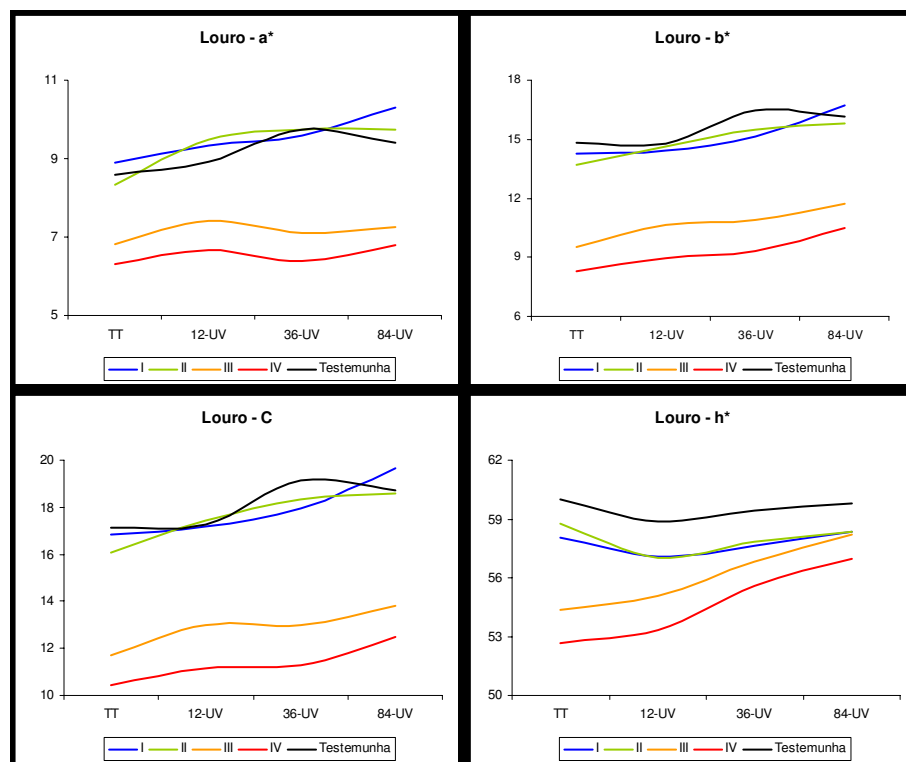 Louro - a*
11
9
7
5
TT 12-UV 36-UV 84-UV
I II III IV Testemunha
Louro - b*
18
15
12
9
6
TT 12-UV 36-UV 84-UV
I II III IV Testemunha
Louro - C
20
18
16
14
12
10
TT 12-UV 36-UV 84-UV
I II III IV Testemunha
Louro - h*
62
59
56
53
50
TT 12-UV 36-UV 84-UV
I II III IV Testemunha